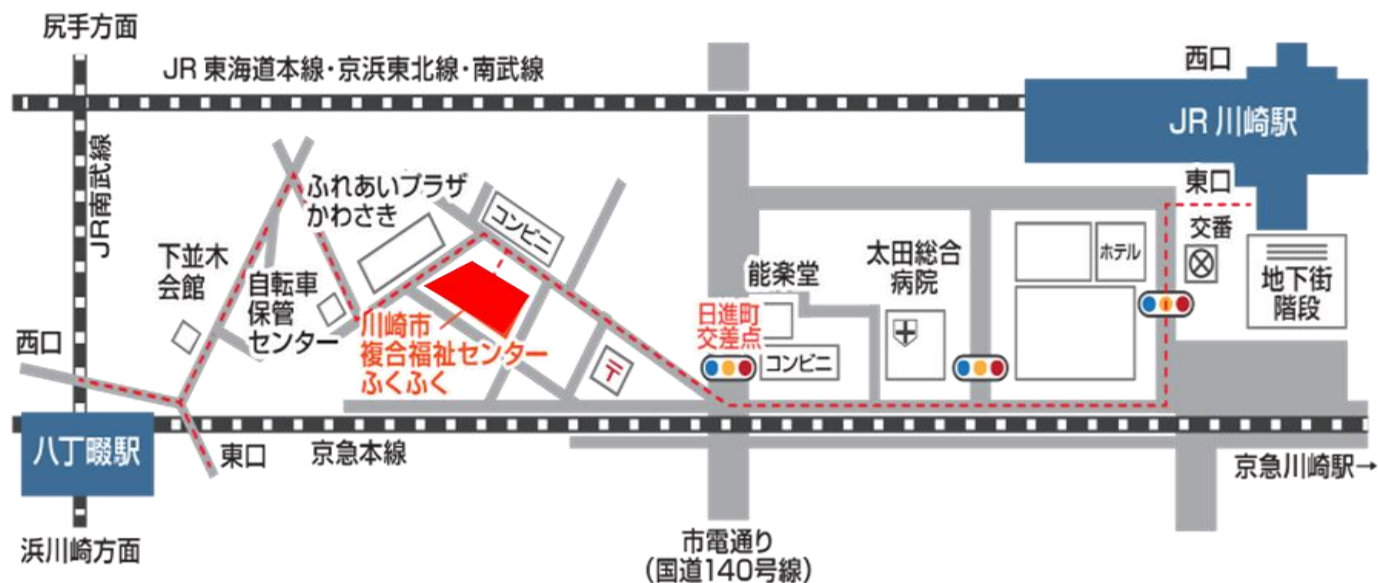 尻手方面
JR 東海道本線・京浜東北線・南武線
西口
JR 川崎駅
JR南武線
ふれあいプラザ
かわさき
コンビニ
東口
交番
ホテル
太田総合
病院
能楽堂
地下街
階段
下並木
会館
自転車
保管
センター
川崎市
複合福祉センター
ふくふく
日進町
交差点
コンビニ
〒
西口
八丁畷駅
東口
京急本線
京急川崎駅→
浜川崎方面
市電通り
(国道140号線)